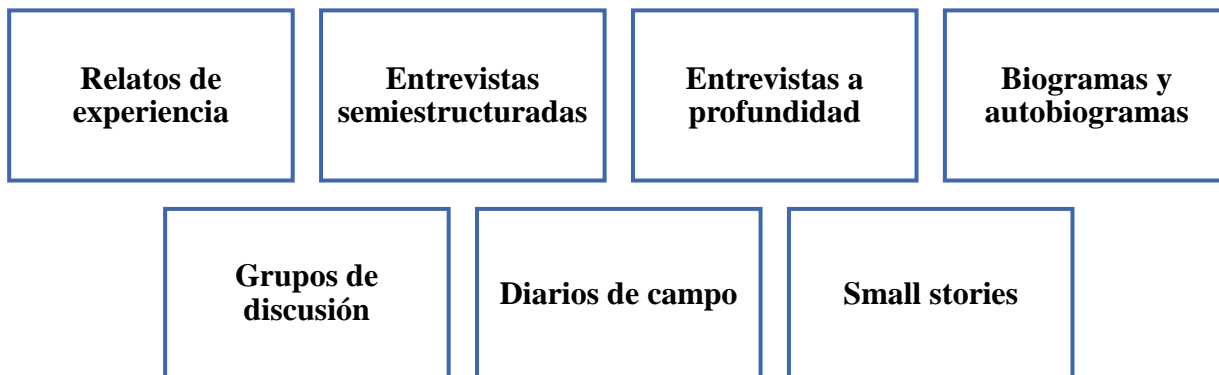 Relatos de
experiencia
Entrevistas
semiestructuradas
Entrevistas a
profundidad
Biogramas y
autobiogramas
Grupos de
discusión
Diarios de campo
Small stories